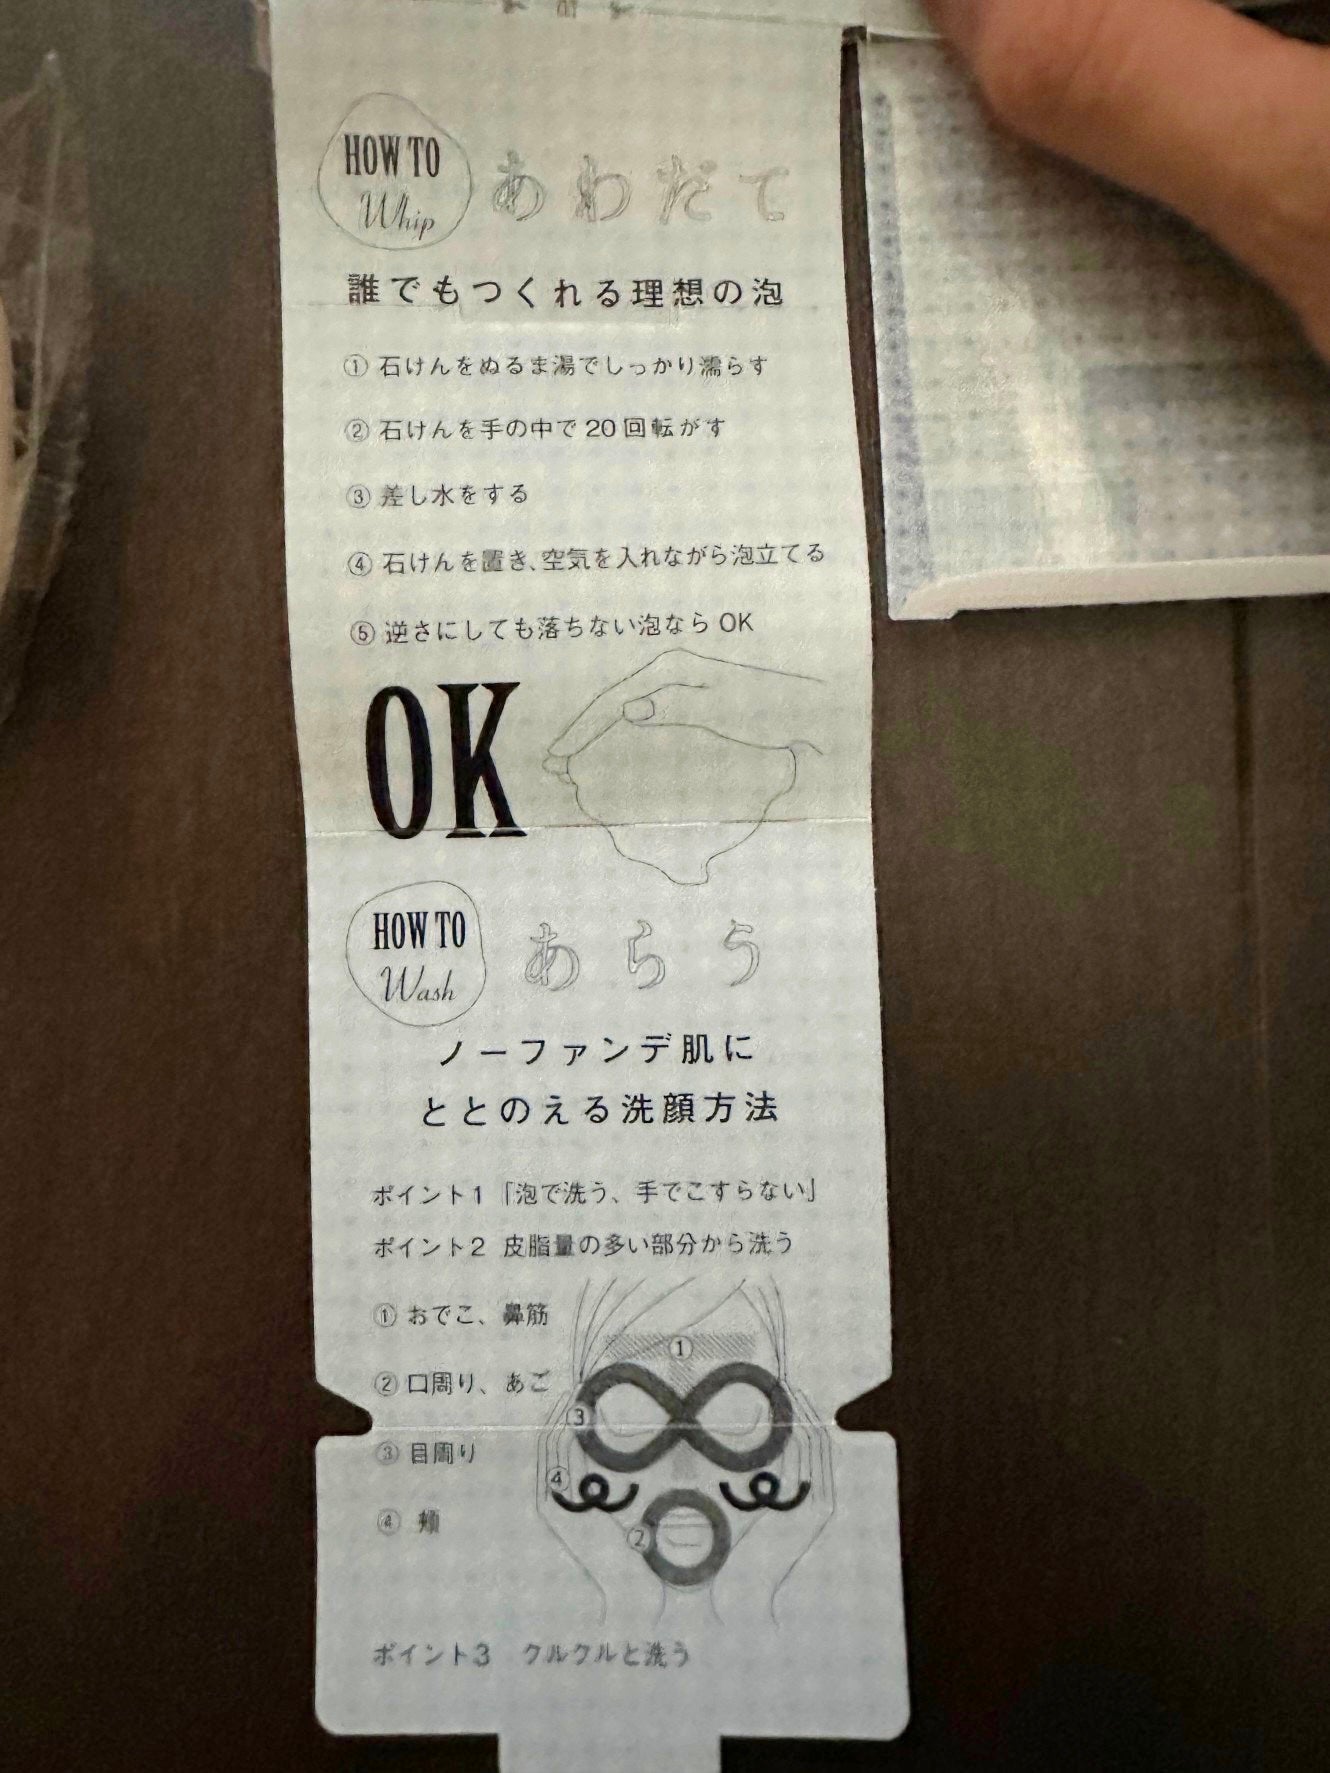 HOW TO
Whip
あわだて
誰でもつくれる理想の泡
① 石けんをぬるま湯でしっかり濡らす
② 石けんを手の中で 20 回転がす
③ 差し水をする
④ 石けんを置き、空気を入れながら泡立てる
⑤ 逆さにしても落ちない泡なら OK
OK
HOW TO
Wash
あらう
ノーファンデ肌に
ととのえる洗顔方法
ポイント1 「泡で洗う、手でこすらない」
ポイント2 皮脂量の多い部分から洗う
① おでこ、鼻筋
①
② 口周り、あご
③
③ 目周り
④
④ 頬
②
ポイント3 クルクルと洗う